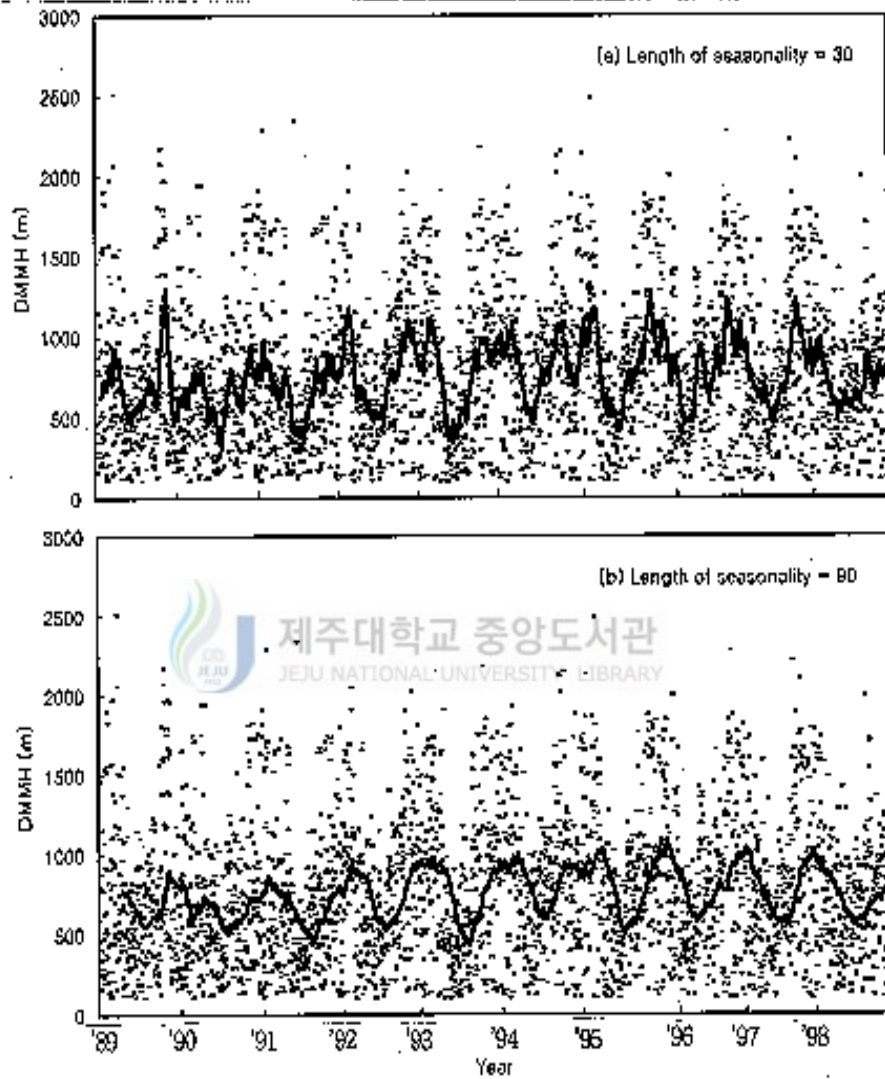 3000
(a) Length of seasonality = 30
2500
2000
DMMH (m)
1500
1000
500
0
3000
(b) Length of seasonality = 90
2500
제주대학교 중앙도서관
JEJU NATIONAL UNIVERSITY LIBRARY
JEJU
2000
DMMH (m)
1500
1000
500
0
'89 '90 '91 '92 '93 '94 '95 '96 '97 '98
Year